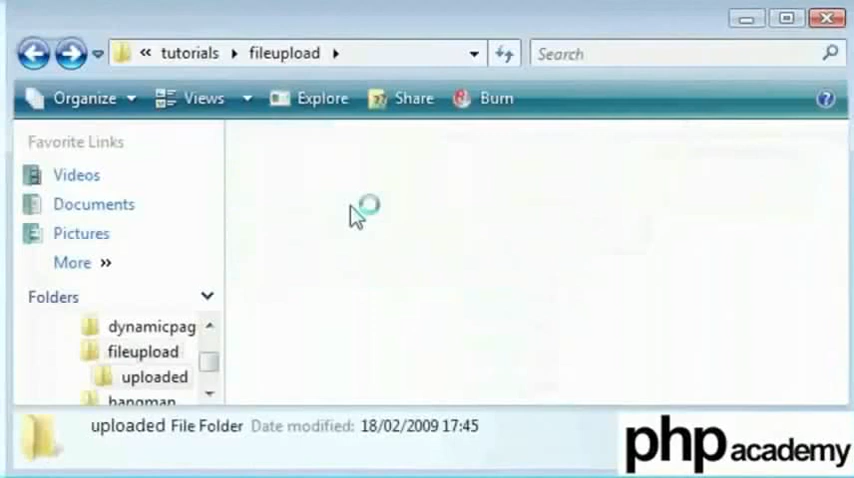 « tutorials ▸ fileupload ▸ Search
Organize Views Explore Share Burn
Favorite Links
Videos
Documents
Pictures
More »
Folders
dynamicpag
fileupload
uploaded
hangman
uploaded File Folder Date modified: 18/02/2009 17:45
php academy